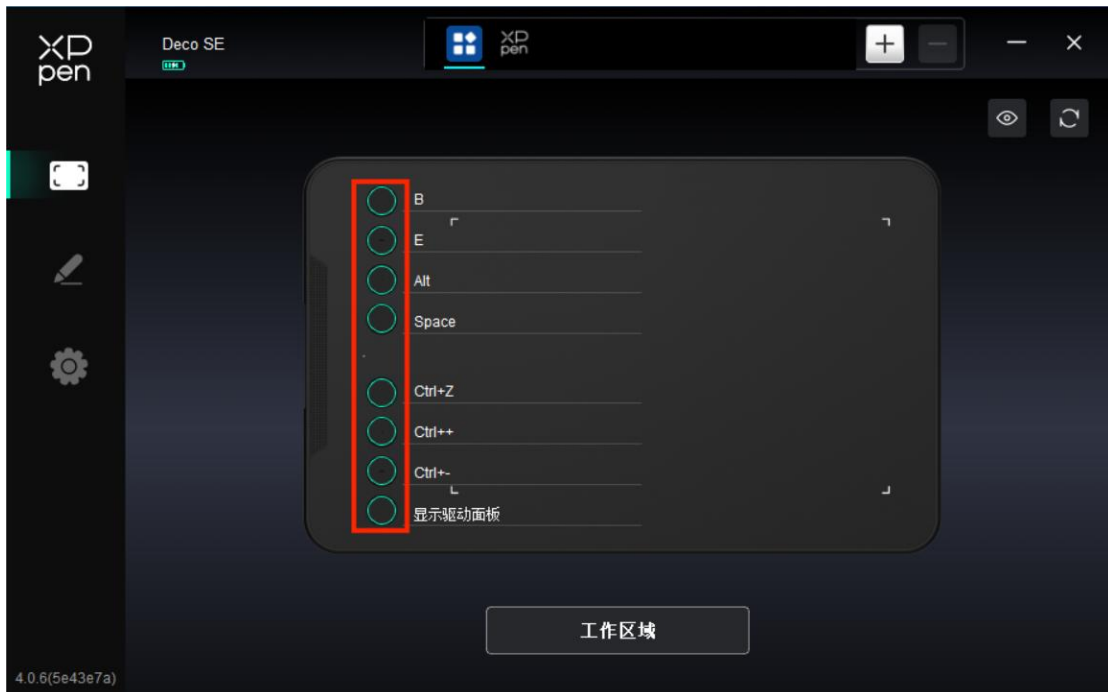 XP
pen
Deco SE
XP
pen
B
E
Alt
Space
Ctrl+Z
Ctrl++
Ctrl+-
显示驱动面板
工作区域
4.0.6(5e43e7a)